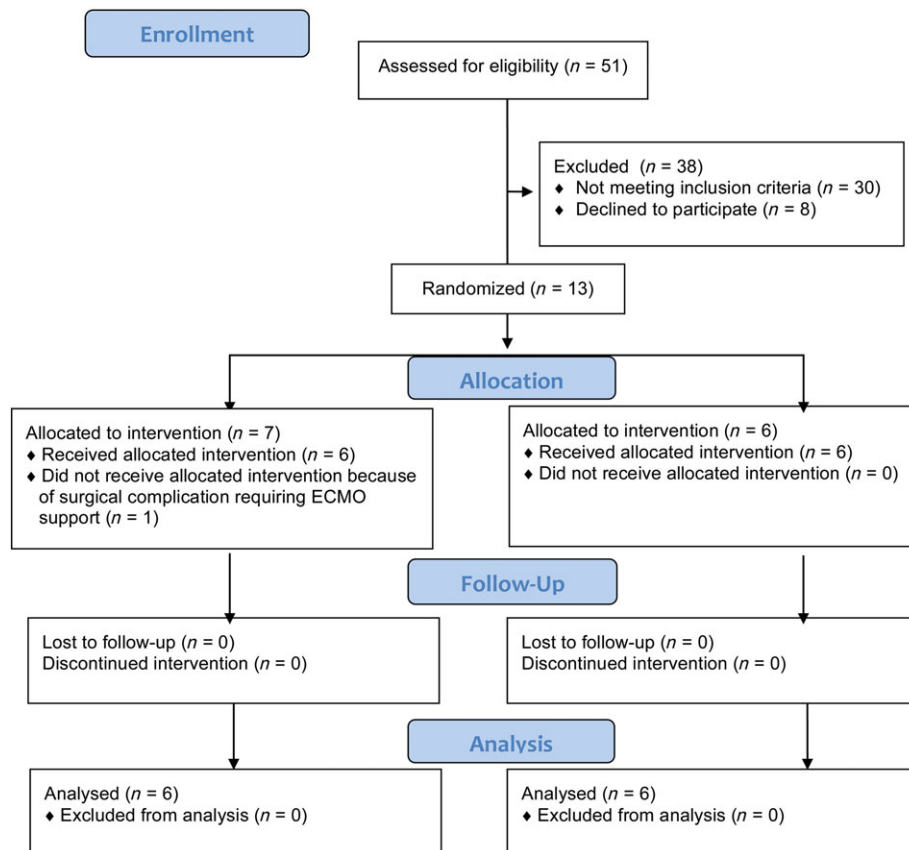 Enrollment
Assessed for eligibility (n = 51)
Excluded (n = 38)
♦ Not meeting inclusion criteria (n = 30)
♦ Declined to participate (n = 8)
Randomized (n = 13)
Allocation
Allocated to intervention (n = 7)
♦ Received allocated intervention (n = 6)
♦ Did not receive allocated intervention because
of surgical complication requiring ECMO
support (n = 1)
Allocated to intervention (n = 6)
♦ Received allocated intervention (n = 6)
♦ Did not receive allocated intervention (n = 0)
Follow-Up
Lost to follow-up (n = 0)
Discontinued intervention (n = 0)
Lost to follow-up (n = 0)
Discontinued intervention (n = 0)
Analysis
Analysed (n = 6)
♦ Excluded from analysis (n = 0)
Analysed (n = 6)
♦ Excluded from analysis (n = 0)